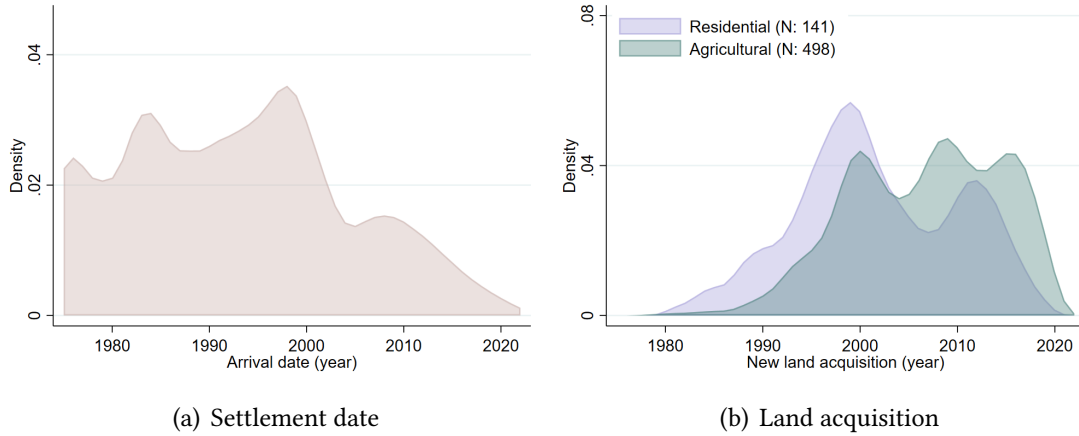 .04
.02
0
Density
1980 1990 2000 2010 2020
Arrival date (year)
(a) Settlement date
.08
.04
0
Density
Residential (N: 141)
Agricultural (N: 498)
1980 1990 2000 2010 2020
New land acquisition (year)
(b) Land acquisition